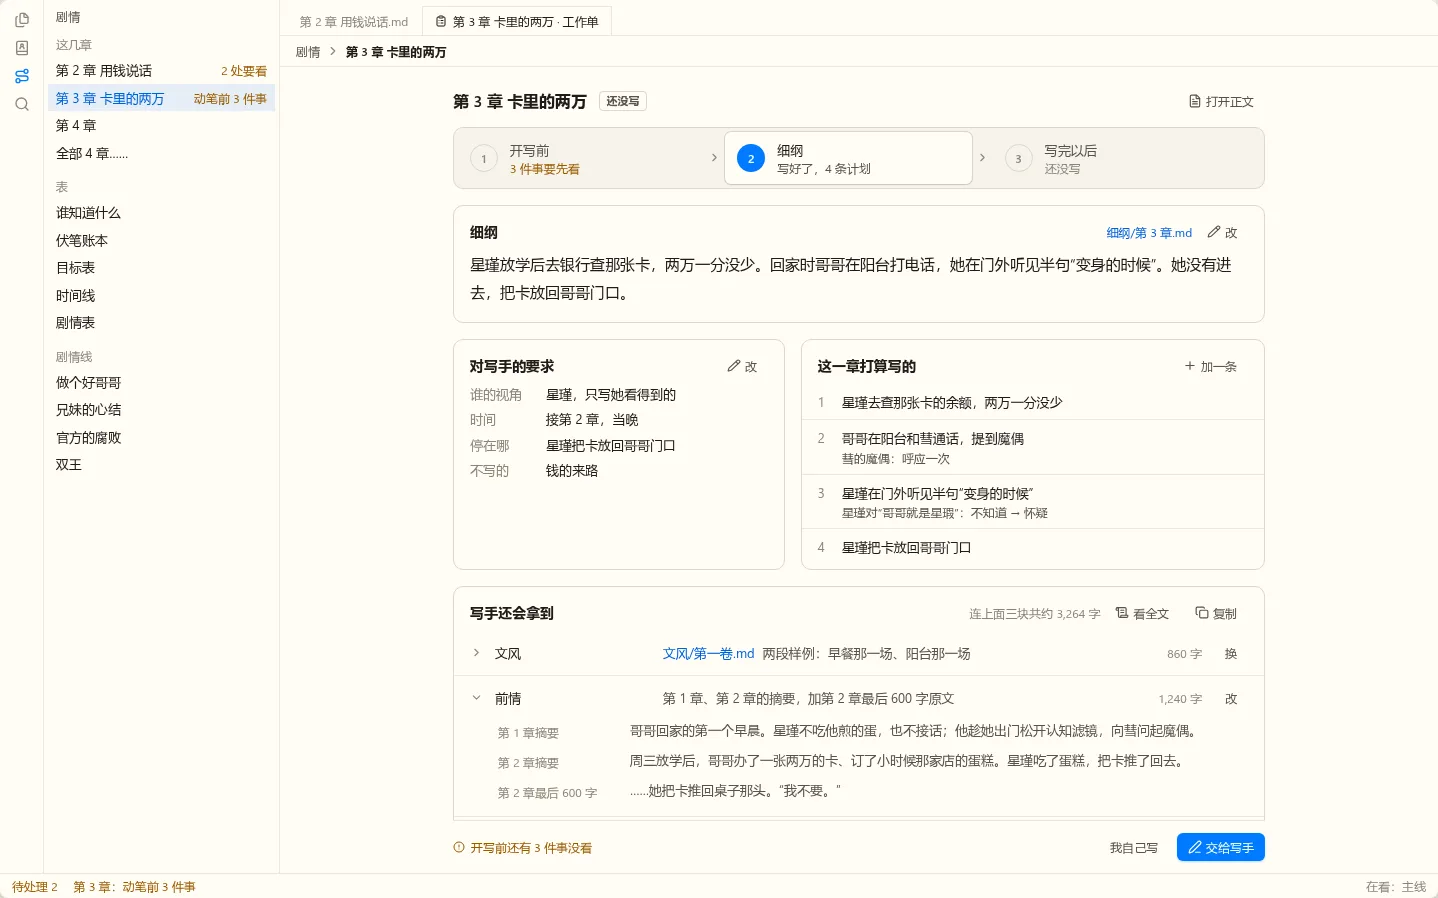 剧情
这几章
第 2 章 用钱说话 2 处要看
第 3 章 卡里的两万 动笔前 3 件事
第 4 章
全部 4 章……
表
谁知道什么
伏笔账本
目标表
时间线
剧情表
剧情线
做个好哥哥
兄妹的心结
官方的腐败
双王
第 2 章 用钱说话.md
第 3 章 卡里的两万 · 工作单
剧情 > 第 3 章 卡里的两万
第 3 章 卡里的两万 还没写
打开正文
1 开写前
3 件事要先看
2 细纲
写好了，4 条计划
3 写完以后
还没写
细纲
细纲/第 3 章.md 改
星瑾放学后去银行查那张卡，两万一分没少。回家时哥哥在阳台打电话，她在门外听见半句“变身的时候”。她没有进
去，把卡放回哥哥门口。
对写手的要求 改
谁的视角 星瑾，只写她看得到的
时间 接第 2 章，当晚
停在哪 星瑾把卡放回哥哥门口
不写的 钱的来路
这一章打算写的 加一条
1 星瑾去查那张卡的余额，两万一分没少
2 哥哥在阳台和彗通话，提到魔偶
彗的魔偶：呼应一次
3 星瑾在门外听见半句“变身的时候”
星瑾对“哥哥就是星瑕”：不知道 → 怀疑
4 星瑾把卡放回哥哥门口
写手还会拿到
连上面三块共约 3,264 字 看全文 复制
文风 文风/第一卷.md 两段样例：早餐那一场、阳台那一场 860 字 换
前情 第 1 章、第 2 章的摘要，加第 2 章最后 600 字原文 1,240 字 改
第 1 章摘要 哥哥回家的第一个早晨。星瑾不吃他煎的蛋，也不接话；他趁她出门松开认知滤镜，向彗问起魔偶。
第 2 章摘要 周三放学后，哥哥办了一张两万的卡、订了小时候那家店的蛋糕。星瑾吃了蛋糕，把卡推了回去。
第 2 章最后 600 字 ……她把卡推回桌子那头。“我不要。”
开写前还有 3 件事没看
我自己写 交给写手
待处理 2 第 3 章：动笔前 3 件事
在看：主线